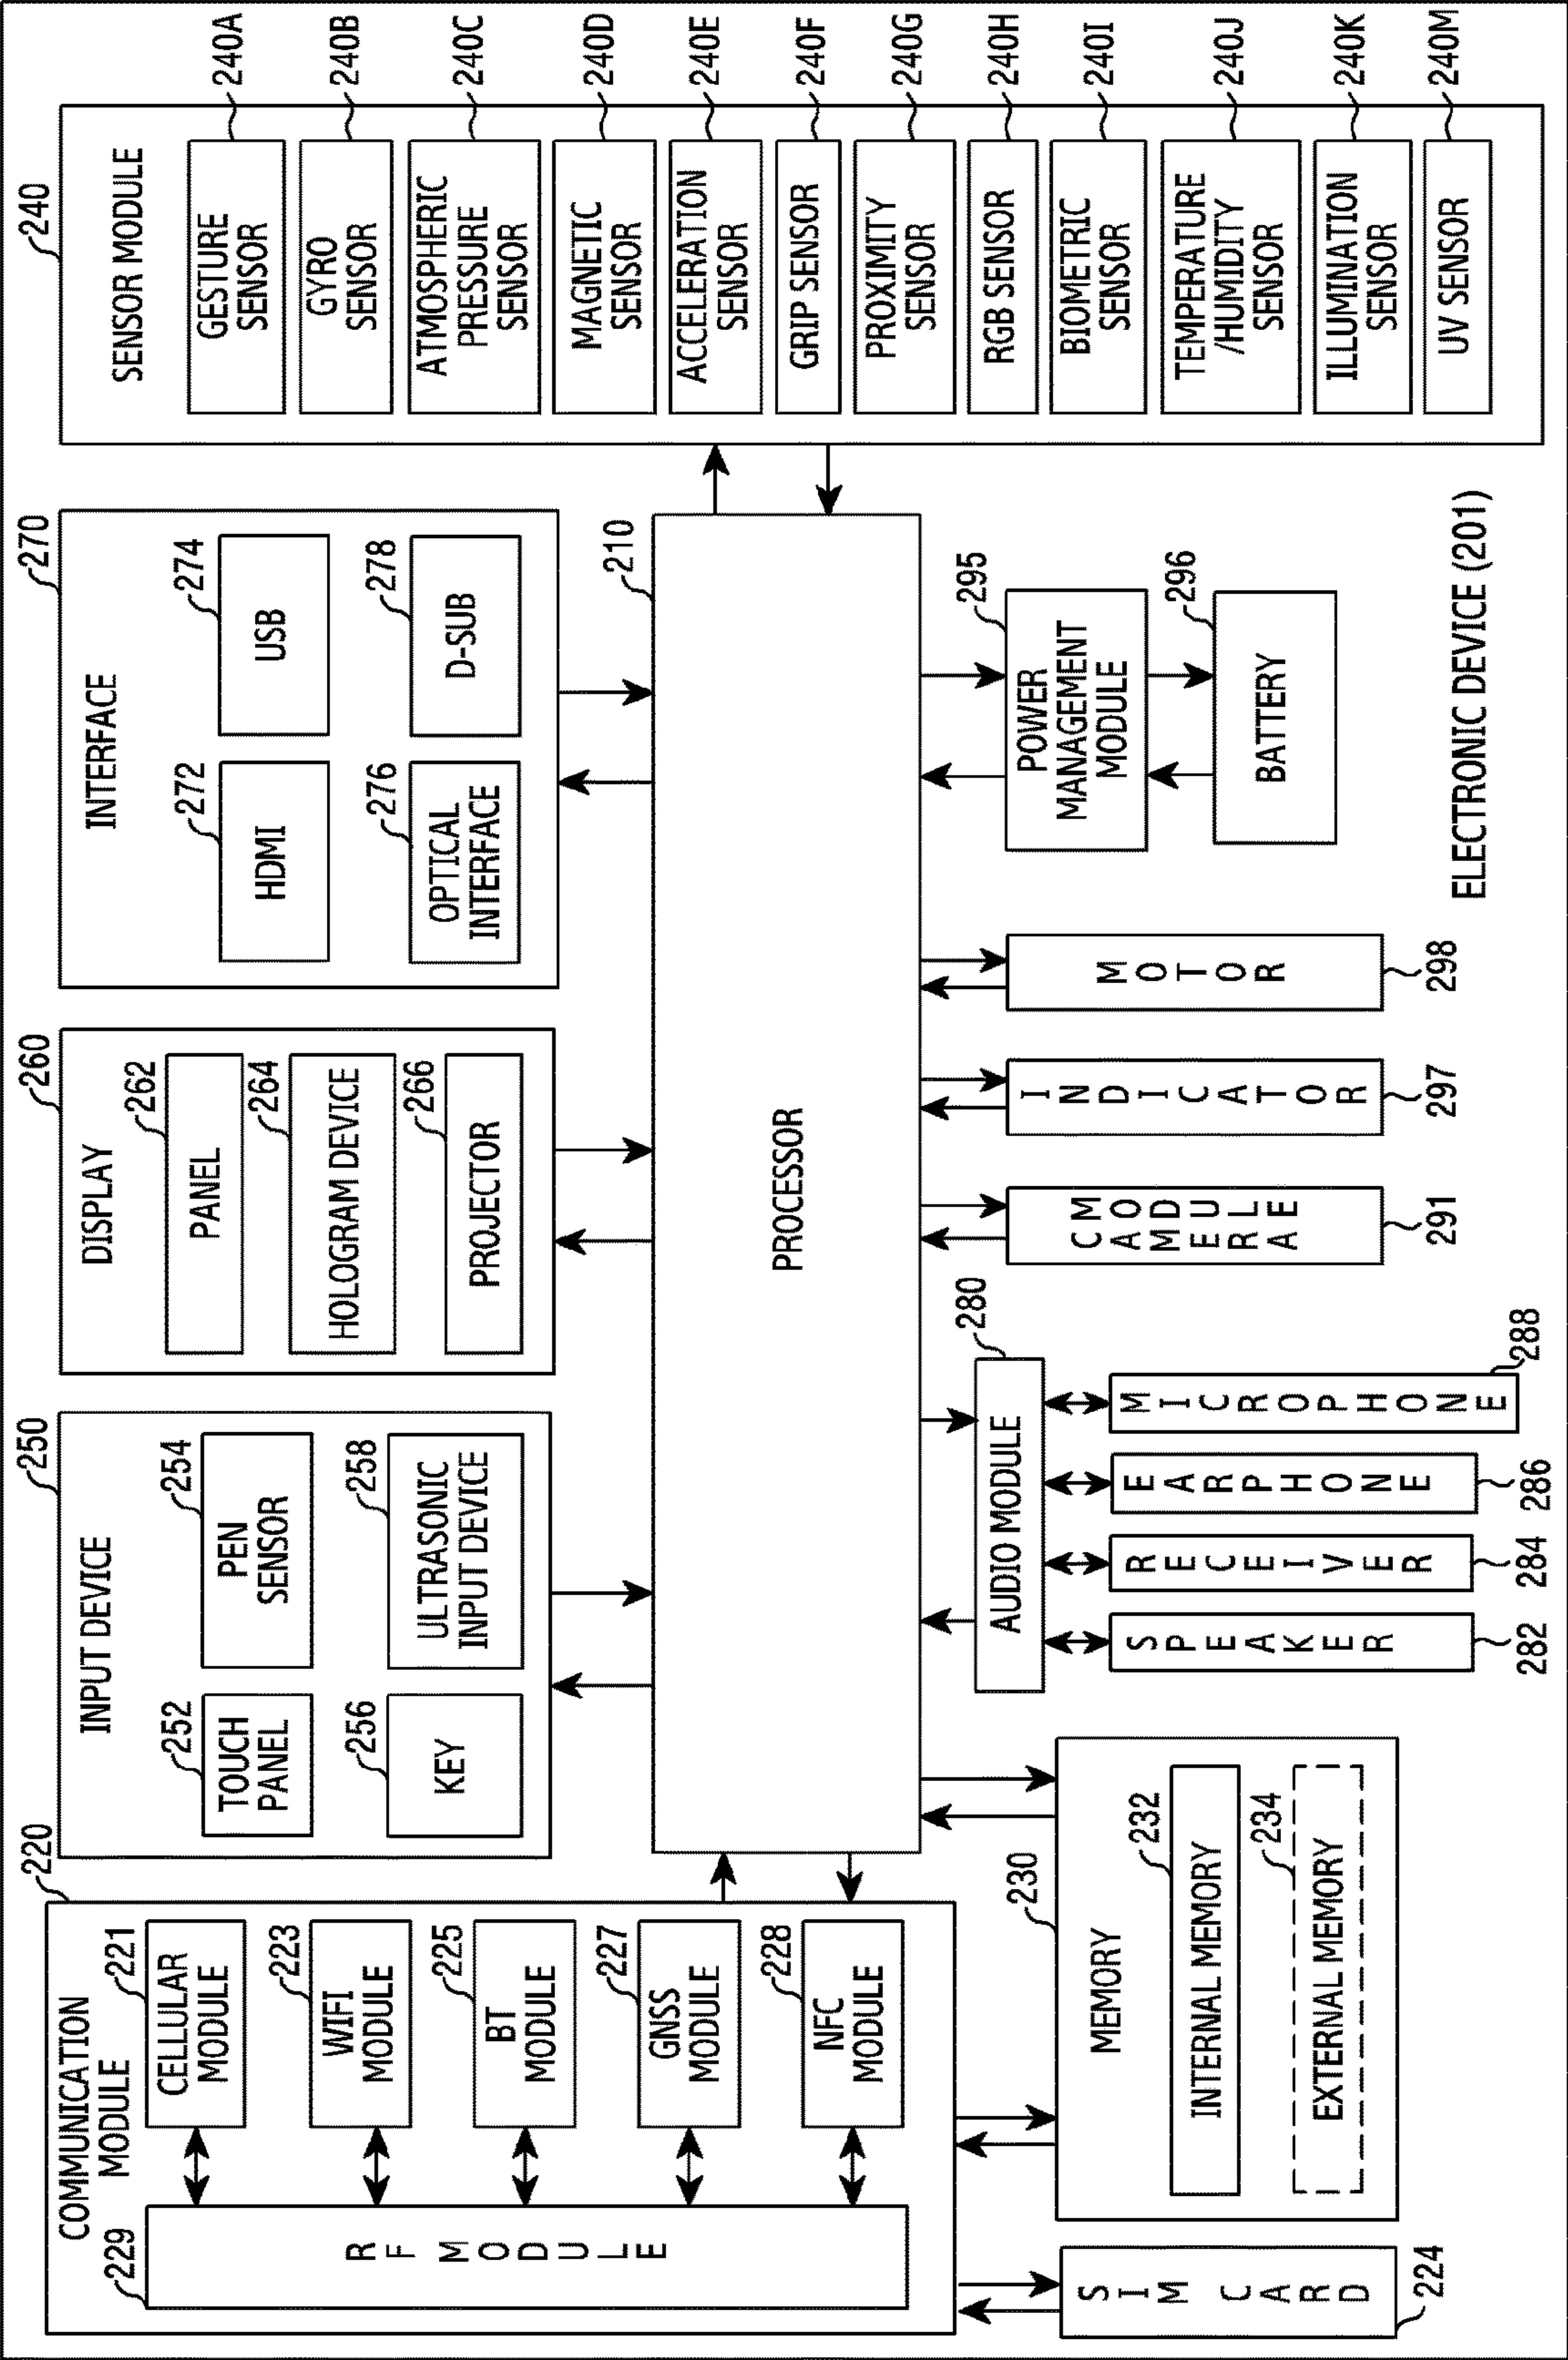 COMMUNICATION
MODULE
220
229
RF MODULE
221
CELLULAR
MODULE
223
WIFI
MODULE
225
BT
MODULE
227
GNSS
MODULE
228
NFC
MODULE
INPUT DEVICE
250
252
TOUCH
PANEL
254
PEN
SENSOR
256
KEY
258
ULTRASONIC
INPUT DEVICE
DISPLAY
260
262
PANEL
264
HOLOGRAM DEVICE
266
PROJECTOR
INTERFACE
270
272
HDMI
274
USB
276
OPTICAL
INTERFACE
278
D-SUB
SENSOR MODULE
240
GESTURE
SENSOR
240A
GYRO
SENSOR
240B
ATMOSPHERIC
PRESSURE
SENSOR
240C
MAGNETIC
SENSOR
240D
ACCELERATION
SENSOR
240E
GRIP SENSOR
240F
PROXIMITY
SENSOR
240G
RGB SENSOR
240H
BIOMETRIC
SENSOR
240I
TEMPERATURE
/HUMIDITY
SENSOR
240J
ILLUMINATION
SENSOR
240K
UV SENSOR
240M
PROCESSOR
210
SIM CARD
224
MEMORY
230
232
INTERNAL MEMORY
234
EXTERNAL MEMORY
AUDIO MODULE
280
SPEAKER
282
RECEIVER
284
EARPHONE
286
MICROPHONE
288
CAMERA
MODULE
291
INDICATOR
297
MOTOR
298
POWER
MANAGEMENT
MODULE
295
BATTERY
296
ELECTRONIC DEVICE (201)